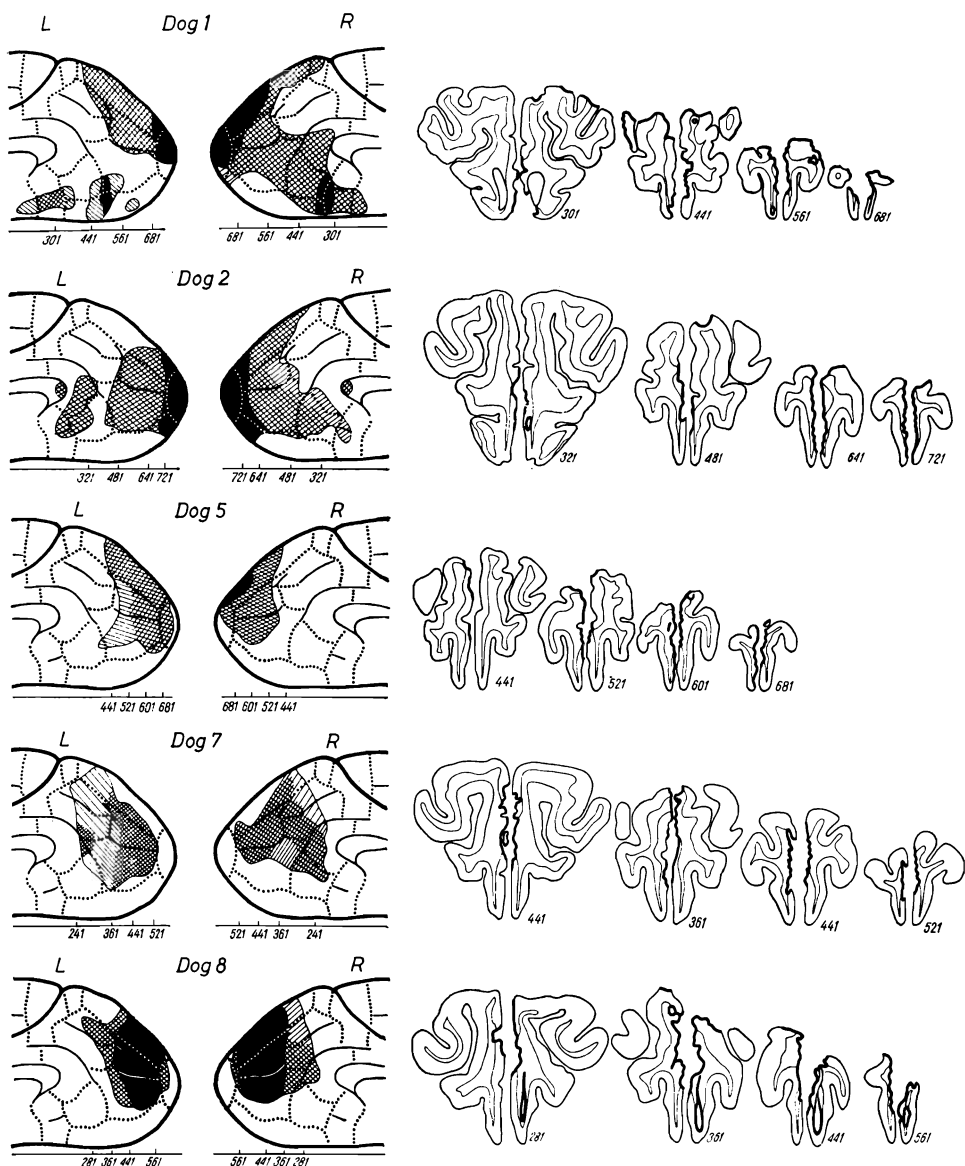 L Dog 1 R
301 441 561 681
681 561 441 301
301 441 561 681
L Dog 2 R
321 481 641 721
721 641 481 321
321 481 641 721
L Dog 5 R
441 521 601 681
681 601 521 441
441 521 601 681
L Dog 7 R
241 361 441 521
521 441 361 241
441 361 441 521
L Dog 8 R
281 361 441 561
561 441 361 281
281 361 441 561